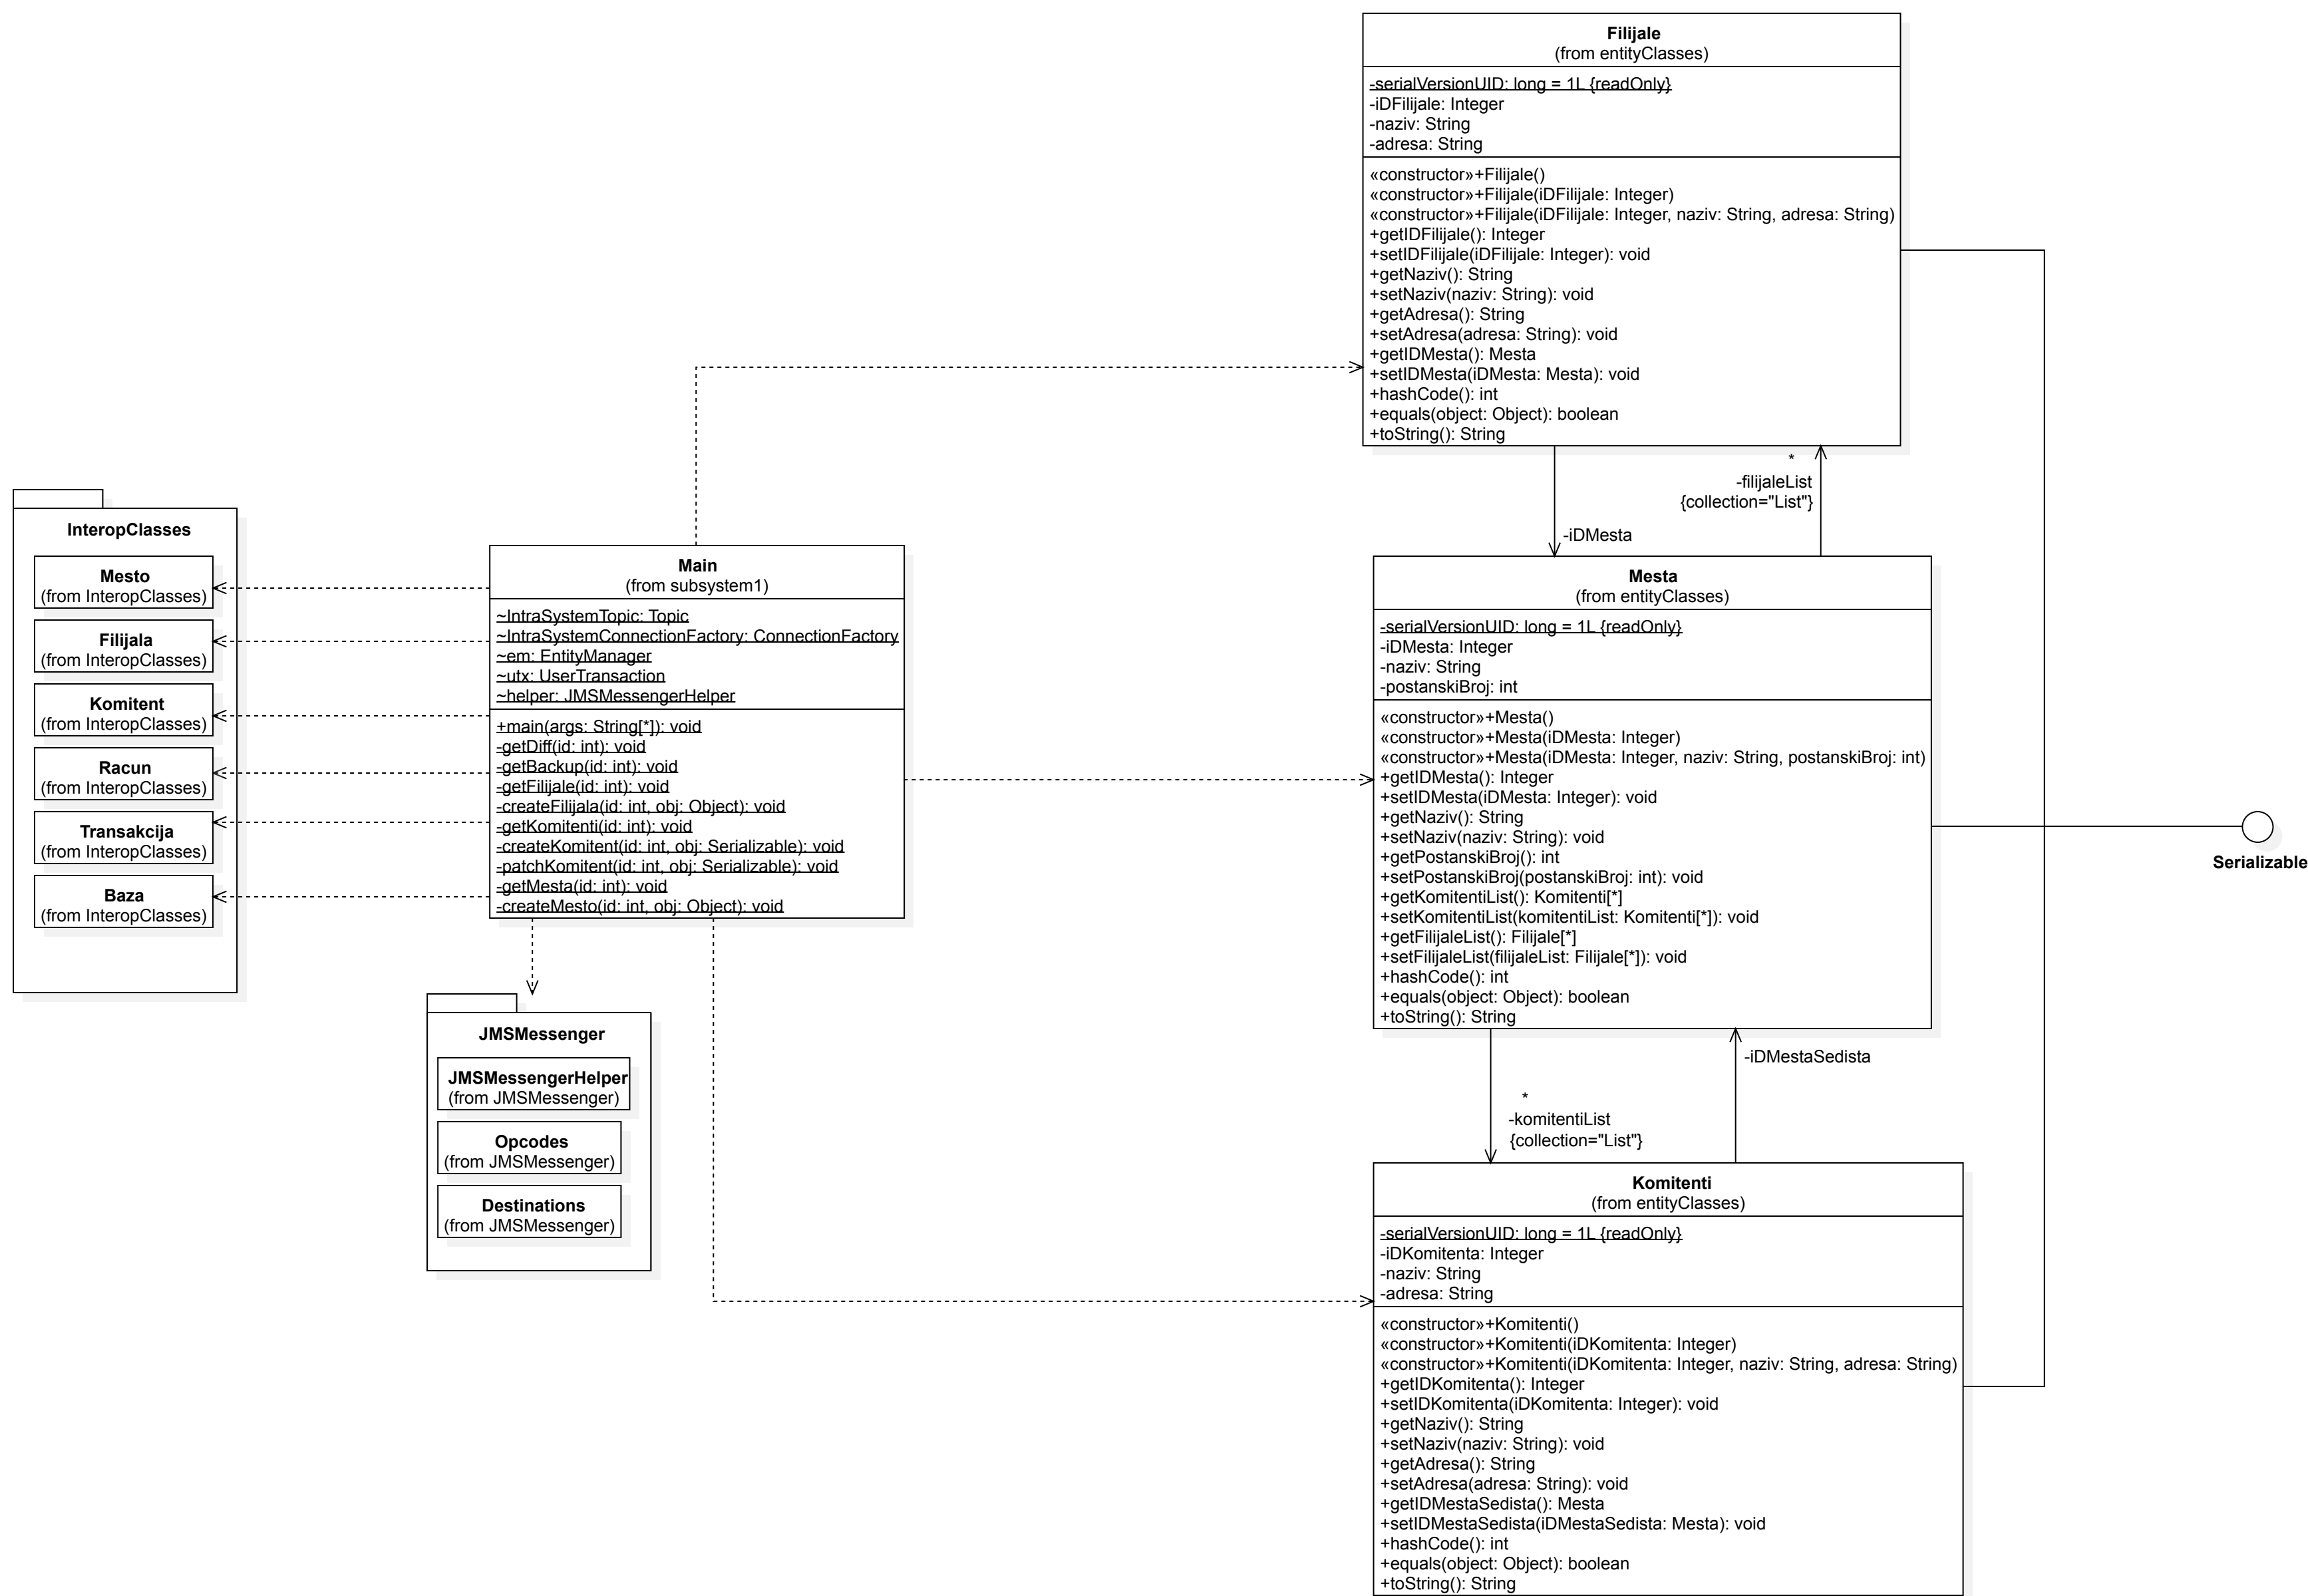 Filijale
(from entityClasses)
-serialVersionUID: long = 1L {readOnly}
-iDFilijale: Integer
-naziv: String
-adresa: String
«constructor»+Filijale()
«constructor»+Filijale(iDFilijale: Integer)
«constructor»+Filijale(iDFilijale: Integer, naziv: String, adresa: String)
+getIDFilijale(): Integer
+setIDFilijale(iDFilijale: Integer): void
+getNaziv(): String
+setNaziv(naziv: String): void
+getAdresa(): String
+setAdresa(adresa: String): void
+getIDMesta(): Mesta
+setIDMesta(iDMesta: Mesta): void
+hashCode(): int
+equals(object: Object): boolean
+toString(): String
*
-filijaleList
{collection="List"}
-iDMesta
InteropClasses
Mesto
(from InteropClasses)
Filijala
(from InteropClasses)
Komitent
(from InteropClasses)
Racun
(from InteropClasses)
Transakcija
(from InteropClasses)
Baza
(from InteropClasses)
Main
(from subsystem1)
~IntraSystemTopic: Topic
~IntraSystemConnectionFactory: ConnectionFactory
~em: EntityManager
~utx: UserTransaction
~helper: JMSMessengerHelper
+main(args: String[*]): void
-getDiff(id: int): void
-getBackup(id: int): void
-getFilijale(id: int): void
-createFilijala(id: int, obj: Object): void
-getKomitenti(id: int): void
-createKomitent(id: int, obj: Serializable): void
-patchKomitent(id: int, obj: Serializable): void
-getMesta(id: int): void
-createMesto(id: int, obj: Object): void
Mesta
(from entityClasses)
-serialVersionUID: long = 1L {readOnly}
-iDMesta: Integer
-naziv: String
-postanskiBroj: int
«constructor»+Mesta()
«constructor»+Mesta(iDMesta: Integer)
«constructor»+Mesta(iDMesta: Integer, naziv: String, postanskiBroj: int)
+getIDMesta(): Integer
+setIDMesta(iDMesta: Integer): void
+getNaziv(): String
+setNaziv(naziv: String): void
+getPostanskiBroj(): int
+setPostanskiBroj(postanskiBroj: int): void
+getKomitentiList(): Komitenti[*]
+setKomitentiList(komitentiList: Komitenti[*]): void
+getFilijaleList(): Filijale[*]
+setFilijaleList(filijaleList: Filijale[*]): void
+hashCode(): int
+equals(object: Object): boolean
+toString(): String
Serializable
JMSMessenger
JMSMessengerHelper
(from JMSMessenger)
Opcodes
(from JMSMessenger)
Destinations
(from JMSMessenger)
-iDMestaSedista
*
-komitentiList
{collection="List"}
Komitenti
(from entityClasses)
-serialVersionUID: long = 1L {readOnly}
-iDKomitenta: Integer
-naziv: String
-adresa: String
«constructor»+Komitenti()
«constructor»+Komitenti(iDKomitenta: Integer)
«constructor»+Komitenti(iDKomitenta: Integer, naziv: String, adresa: String)
+getIDKomitenta(): Integer
+setIDKomitenta(iDKomitenta: Integer): void
+getNaziv(): String
+setNaziv(naziv: String): void
+getAdresa(): String
+setAdresa(adresa: String): void
+getIDMestaSedista(): Mesta
+setIDMestaSedista(iDMestaSedista: Mesta): void
+hashCode(): int
+equals(object: Object): boolean
+toString(): String